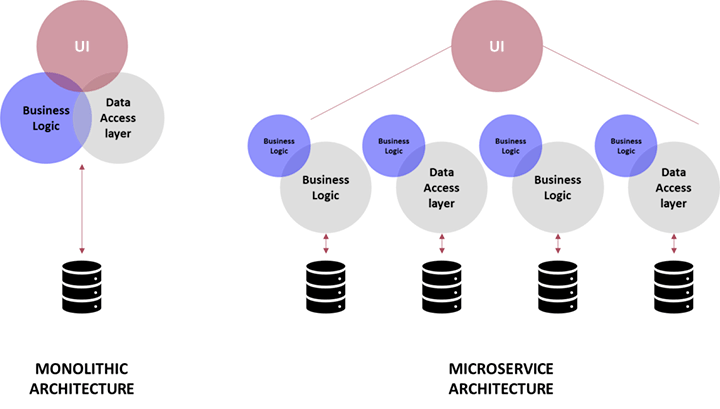 UI
Business
Logic
Data
Access
layer
MONOLITHIC
ARCHITECTURE
UI
Business
Logic
Business
Logic
Business
Logic
Data
Access
layer
Business
Logic
Business
Logic
Business
Logic
Data
Access
layer
MICROSERVICE
ARCHITECTURE